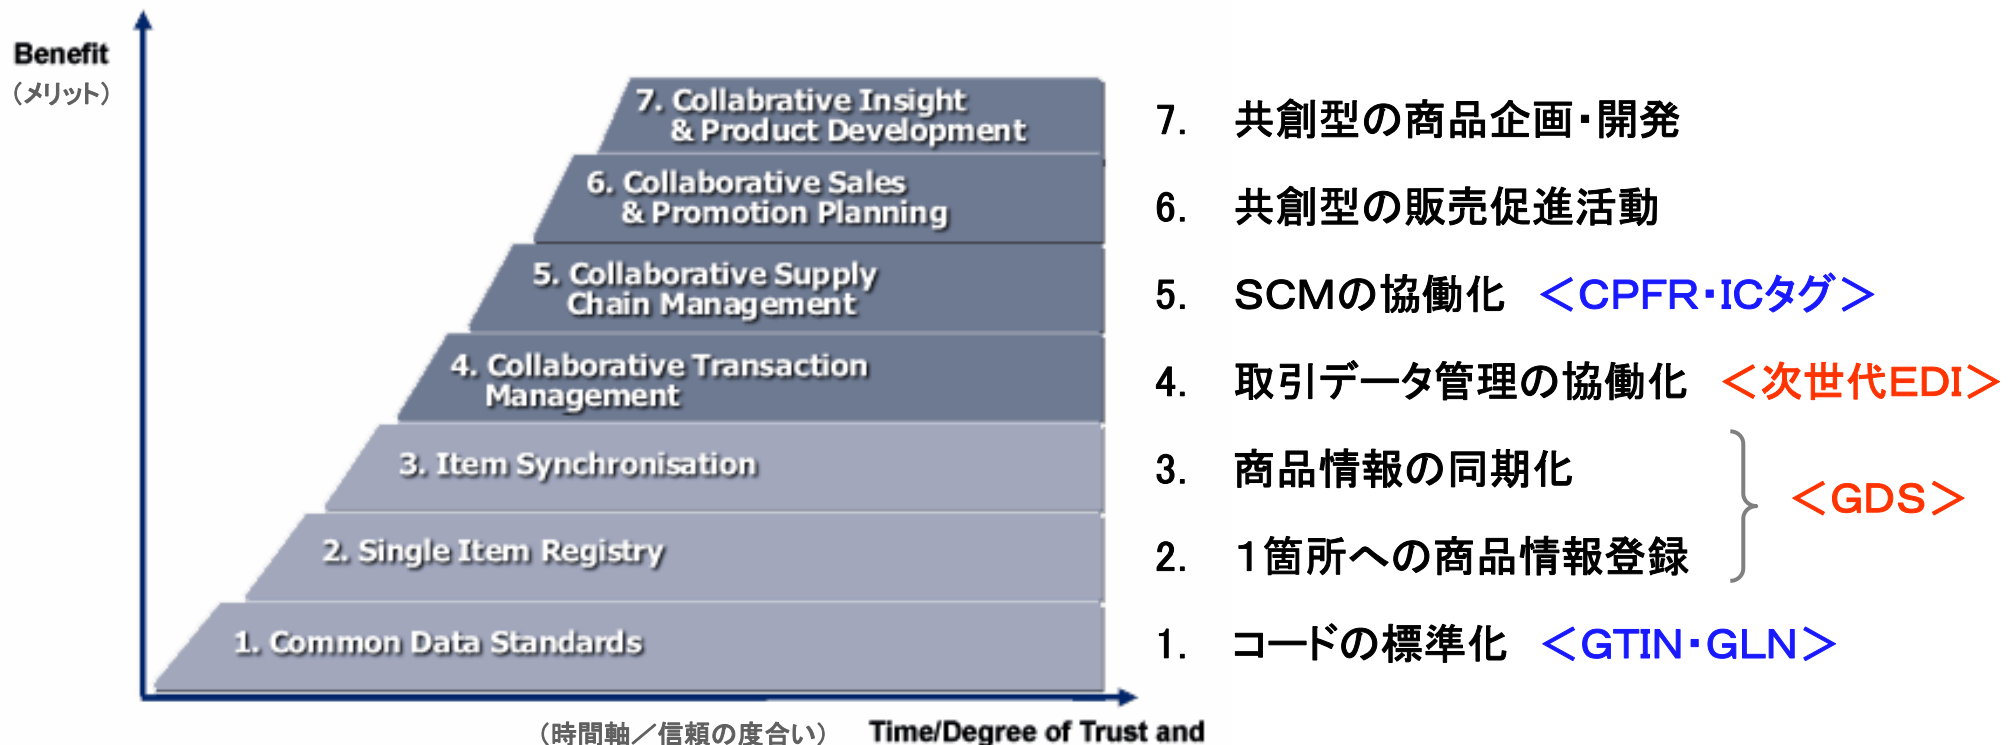 Benefit
（メリット）
7. Collabrative Insight
& Product Development
7. 共創型の商品企画・開発
6. Collaborative Sales
& Promotion Planning
6. 共創型の販売促進活動
5. Collaborative Supply
Chain Management
5. ＳＣＭの協働化 ＜ＣＰＦＲ・ICタグ＞
4. Collaborative Transaction
Management
4. 取引データ管理の協働化 ＜次世代ＥＤＩ＞
3. Item Synchronisation
3. 商品情報の同期化
＜ＧＤＳ＞
2. Single Item Registry
2. １箇所への商品情報登録
1. Common Data Standards
1. コードの標準化 ＜ＧＴＩＮ・ＧＬＮ＞
（時間軸／信頼の度合い） Time/Degree of Trust and